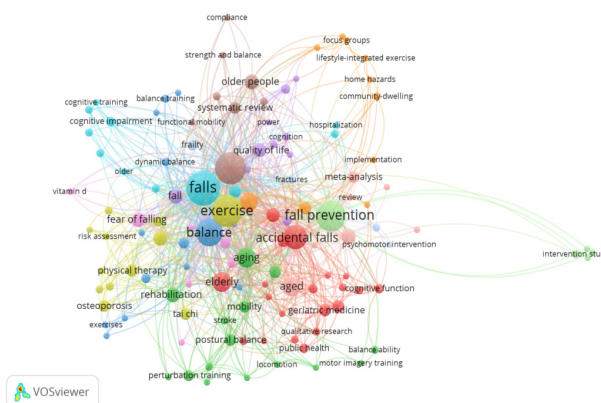 compliance
focus groups
strength and balance
lifestyle-integrated exercise
older people
home hazards
cognitive training
balance training
systematic review
community-dwelling
cognitive impairment
functional mobility
power
hospitalization
cognition
frailty
quality of life
dynamic balance
implementation
older
fractures
meta-analysis
vitamin d
fall
falls
review
exercise
fall prevention
fear of falling
risk assessment
balance
accidental falls
psychomotor intervention
intervention stu
aging
physical therapy
elderly
aged
cognitive function
rehabilitation
osteoporosis
mobility
geriatric medicine
tai chi
stroke
exercises
qualitative research
postural balance
public health
balance ability
locomotion
motor imagery training
perturbation training
VOSviewer